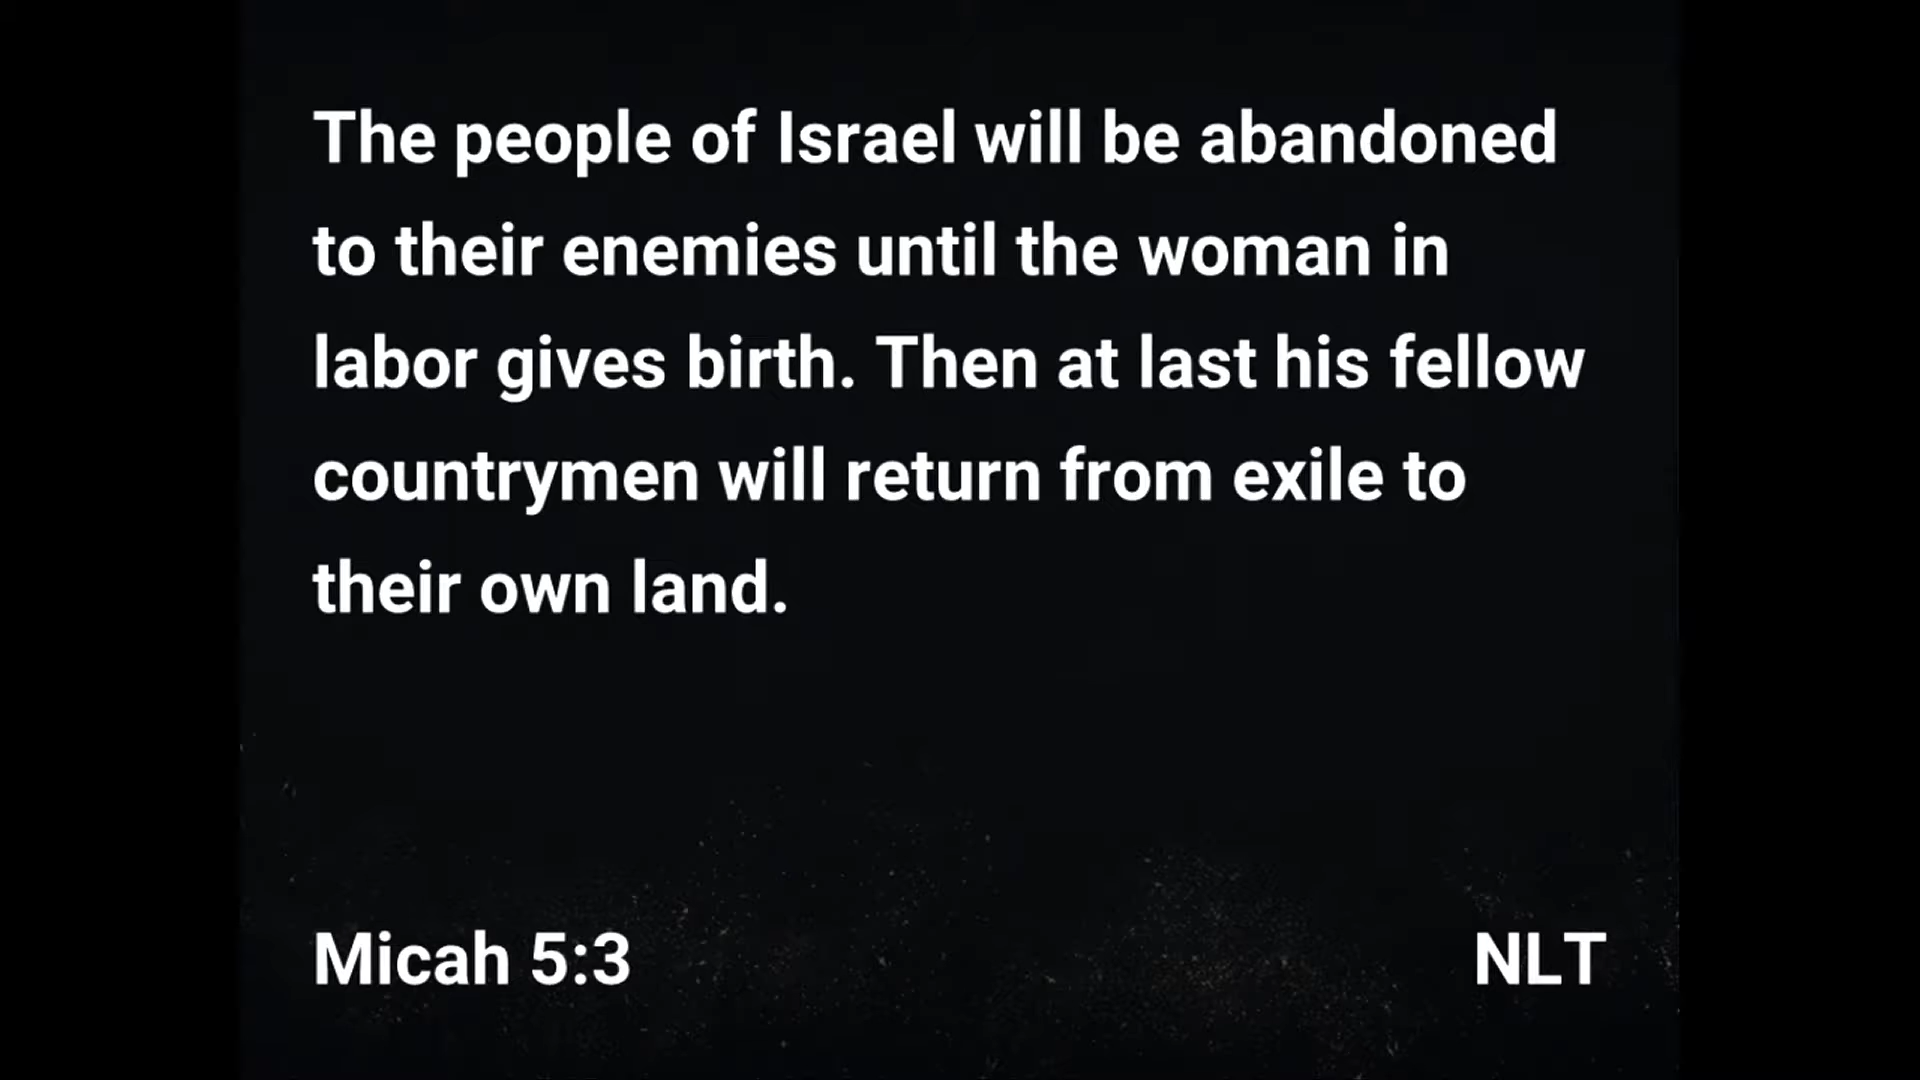 The people of Israel will be abandoned
to their enemies until the woman in
labor gives birth. Then at last his fellow
countrymen will return from exile to
their own land.
Micah 5:3 NLT